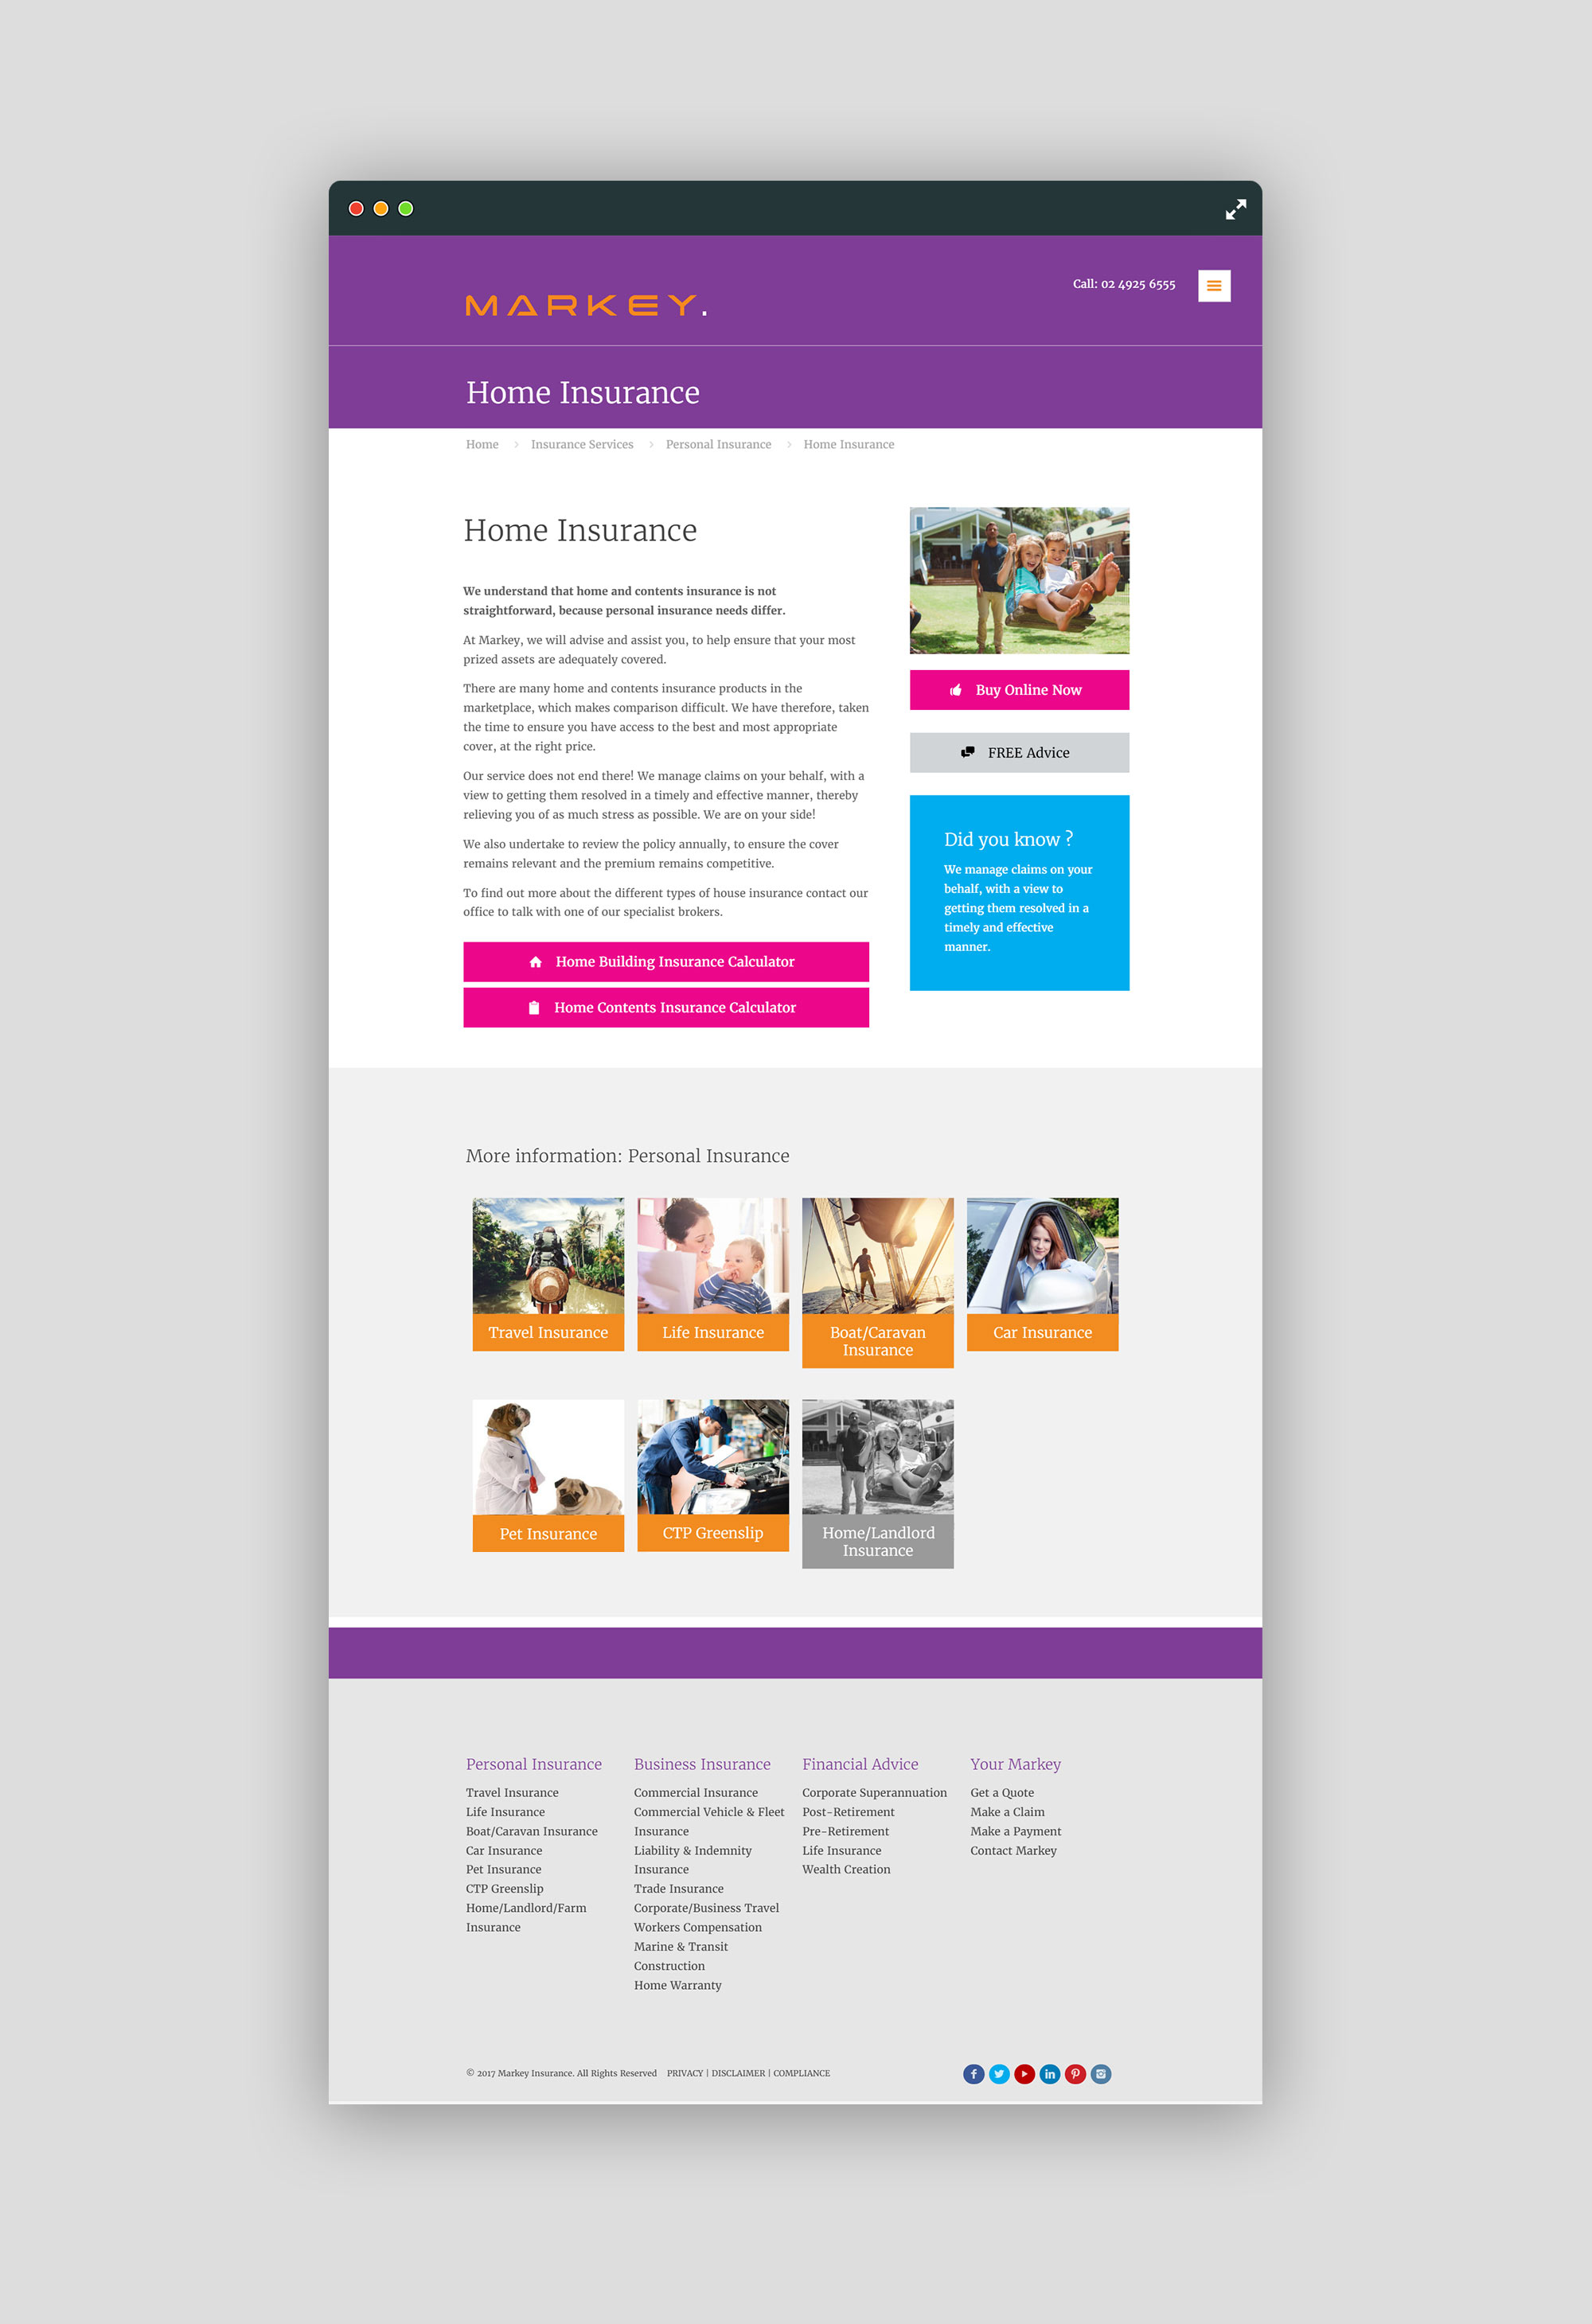 MARKEY.
Call: 02 4925 6555
Home Insurance
Home > Insurance Services > Personal Insurance > Home Insurance
Home Insurance
We understand that home and contents insurance is not
straightforward, because personal insurance needs differ.
At Markey, we will advise and assist you, to help ensure that your most
prized assets are adequately covered.
There are many home and contents insurance products in the
marketplace, which makes comparison difficult. We have therefore, taken
the time to ensure you have access to the best and most appropriate
cover, at the right price.
Our service does not end there! We manage claims on your behalf, with a
view to getting them resolved in a timely and effective manner, thereby
relieving you of as much stress as possible. We are on your side!
We also undertake to review the policy annually, to ensure the cover
remains relevant and the premium remains competitive.
To find out more about the different types of house insurance contact our
office to talk with one of our specialist brokers.
Home Building Insurance Calculator
Home Contents Insurance Calculator
Buy Online Now
FREE Advice
Did you know ?
We manage claims on your
behalf, with a view to
getting them resolved in a
timely and effective
manner.
More information: Personal Insurance
Travel Insurance
Life Insurance
Boat/Caravan
Insurance
Car Insurance
Pet Insurance
CTP Greenslip
Home/Landlord
Insurance
Personal Insurance
Travel Insurance
Life Insurance
Boat/Caravan Insurance
Car Insurance
Pet Insurance
CTP Greenslip
Home/Landlord/Farm
Insurance
Business Insurance
Commercial Insurance
Commercial Vehicle & Fleet
Insurance
Liability & Indemnity
Insurance
Trade Insurance
Corporate/Business Travel
Workers Compensation
Marine & Transit
Construction
Home Warranty
Financial Advice
Corporate Superannuation
Post-Retirement
Pre-Retirement
Life Insurance
Wealth Creation
Your Markey
Get a Quote
Make a Claim
Make a Payment
Contact Markey
© 2017 Markey Insurance. All Rights Reserved PRIVACY | DISCLAIMER | COMPLIANCE